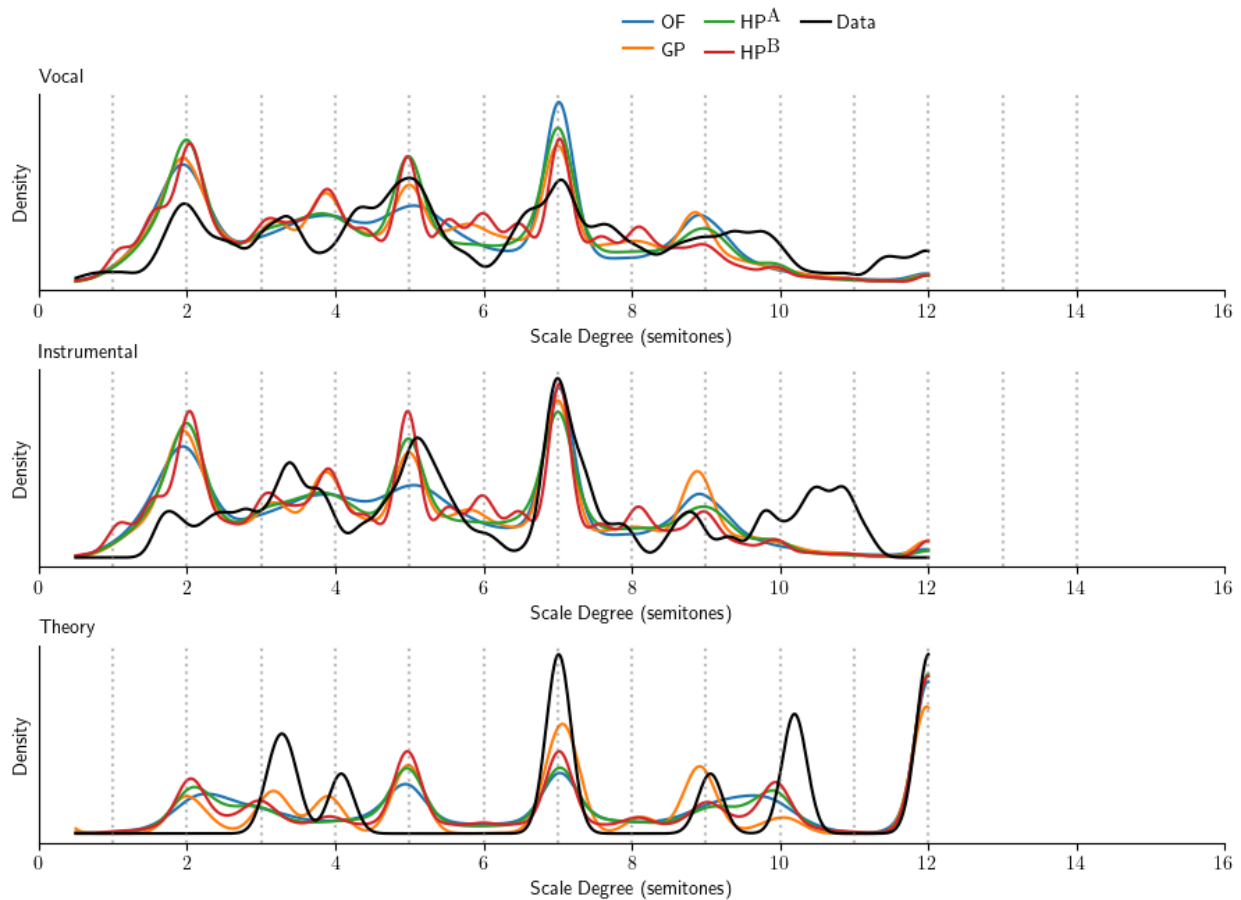 OF HP^A Data
GP HP^B
Vocal
Density
0 2 4 6 8 10 12 14 16
Scale Degree (semitones)
Instrumental
Density
0 2 4 6 8 10 12 14 16
Scale Degree (semitones)
Theory
Density
0 2 4 6 8 10 12 14 16
Scale Degree (semitones)